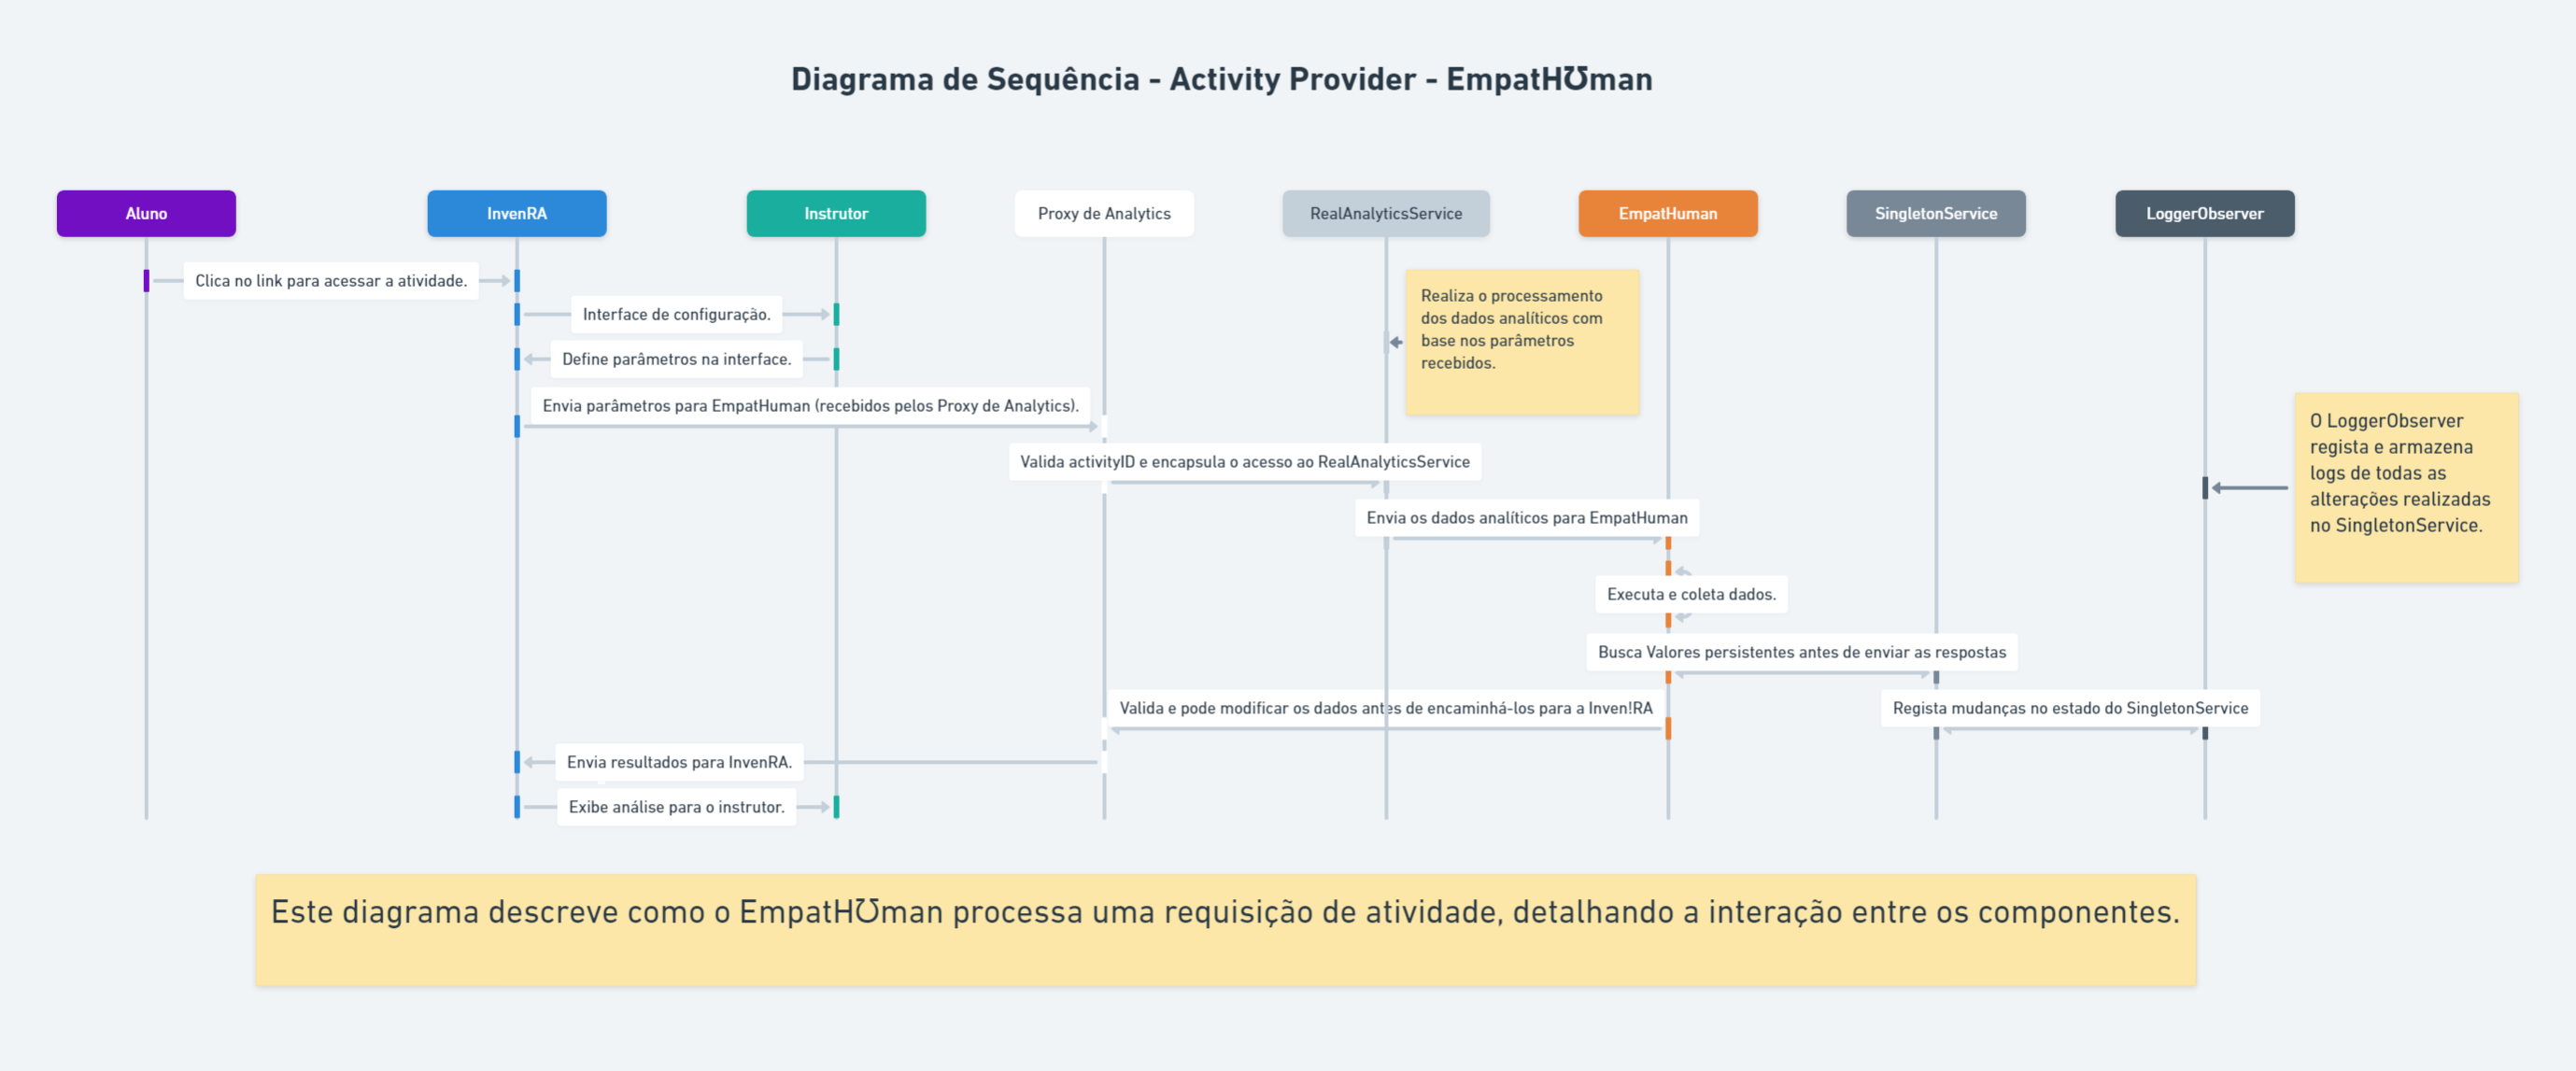 Diagrama de Sequência - Activity Provider - EmpatHƱman
Aluno
InvenRA
Instrutor
Proxy de Analytics
RealAnalyticsService
EmpatHuman
SingletonService
LoggerObserver
Clica no link para acessar a atividade.
Interface de configuração.
Define parâmetros na interface.
Realiza o processamento
dos dados analíticos com
base nos parâmetros
recebidos.
Envia parâmetros para EmpatHuman (recebidos pelos Proxy de Analytics).
O LoggerObserver
regista e armazena
logs de todas as
alterações realizadas
no SingletonService.
Valida activityID e encapsula o acesso ao RealAnalyticsService
Envia os dados analíticos para EmpatHuman
Executa e coleta dados.
Busca Valores persistentes antes de enviar as respostas
Valida e pode modificar os dados antes de encaminhá-los para a Inven!RA
Regista mudanças no estado do SingletonService
Envia resultados para InvenRA.
Exibe análise para o instrutor.
Este diagrama descreve como o EmpatHƱman processa uma requisição de atividade, detalhando a interação entre os componentes.